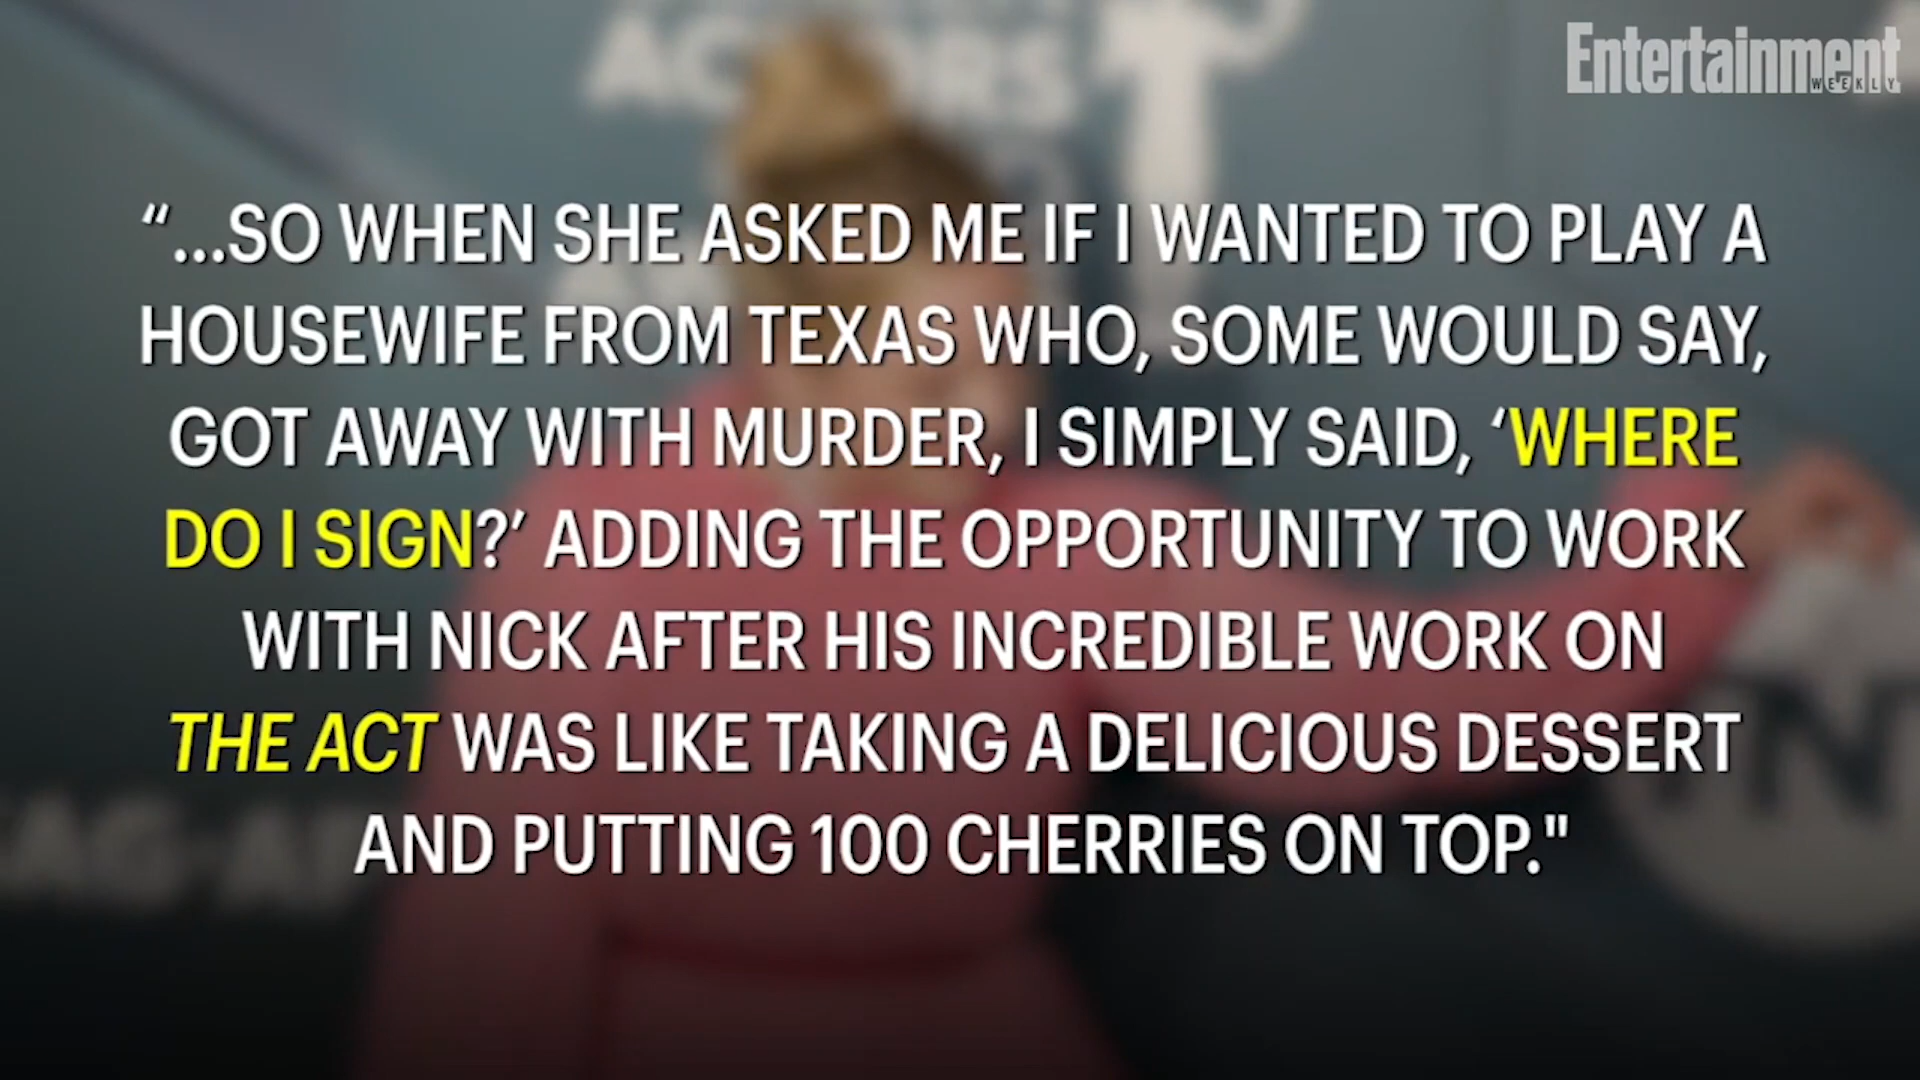 Entertainment
WEEKLY
“...SO WHEN SHE ASKED ME IF I WANTED TO PLAY A
HOUSEWIFE FROM TEXAS WHO, SOME WOULD SAY,
GOT AWAY WITH MURDER, I SIMPLY SAID, ‘WHERE
DO I SIGN?’ ADDING THE OPPORTUNITY TO WORK
WITH NICK AFTER HIS INCREDIBLE WORK ON
THE ACT WAS LIKE TAKING A DELICIOUS DESSERT
AND PUTTING 100 CHERRIES ON TOP."